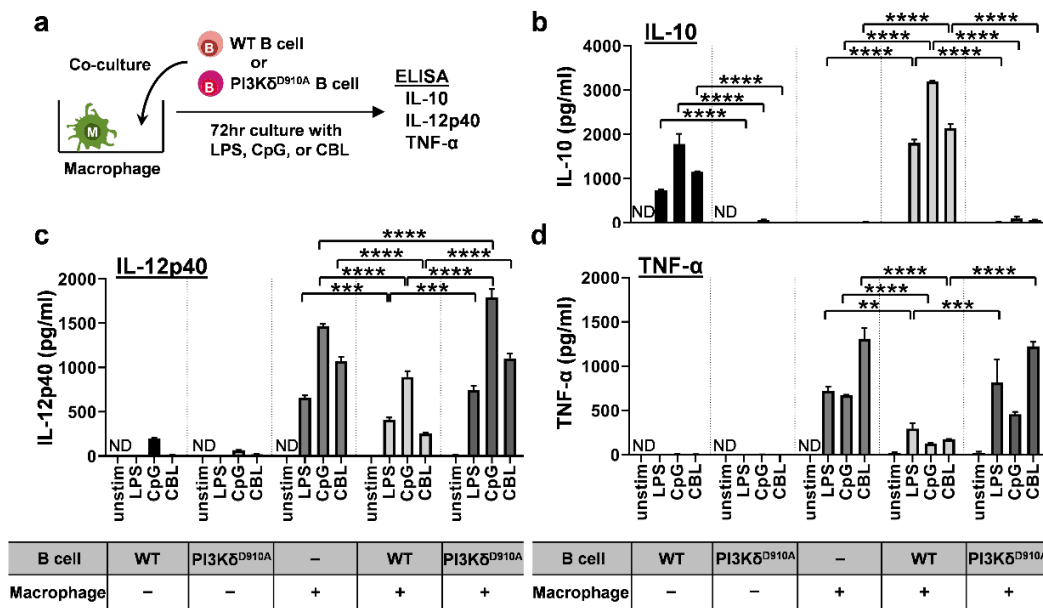 a
Co-culture
B WT B cell
or
B PI3Kδ^D910A B cell
M
Macrophage
72hr culture with
LPS, CpG, or CBL
ELISA
IL-10
IL-12p40
TNF-α
b
IL-10
IL-10 (pg/ml)
4000
3000
2000
1000
0
ND ND
****
****
****
****
****
****
****
****
****
c
IL-12p40
IL-12p40 (pg/ml)
2000
1500
1000
500
0
ND ND ND
****
**** ****
**** ****
*** ***
unstim LPS CpG CBL unstim LPS CpG CBL unstim LPS CpG CBL unstim LPS CpG CBL unstim LPS CpG CBL
B cell WT PI3Kδ^D910A – WT PI3Kδ^D910A
Macrophage – – + + +
d
TNF-α
TNF-α (pg/ml)
2000
1500
1000
500
0
ND ND ND
**** ****
****
** ***
unstim LPS CpG CBL unstim LPS CpG CBL unstim LPS CpG CBL unstim LPS CpG CBL unstim LPS CpG CBL
B cell WT PI3Kδ^D910A – WT PI3Kδ^D910A
Macrophage – – + + +